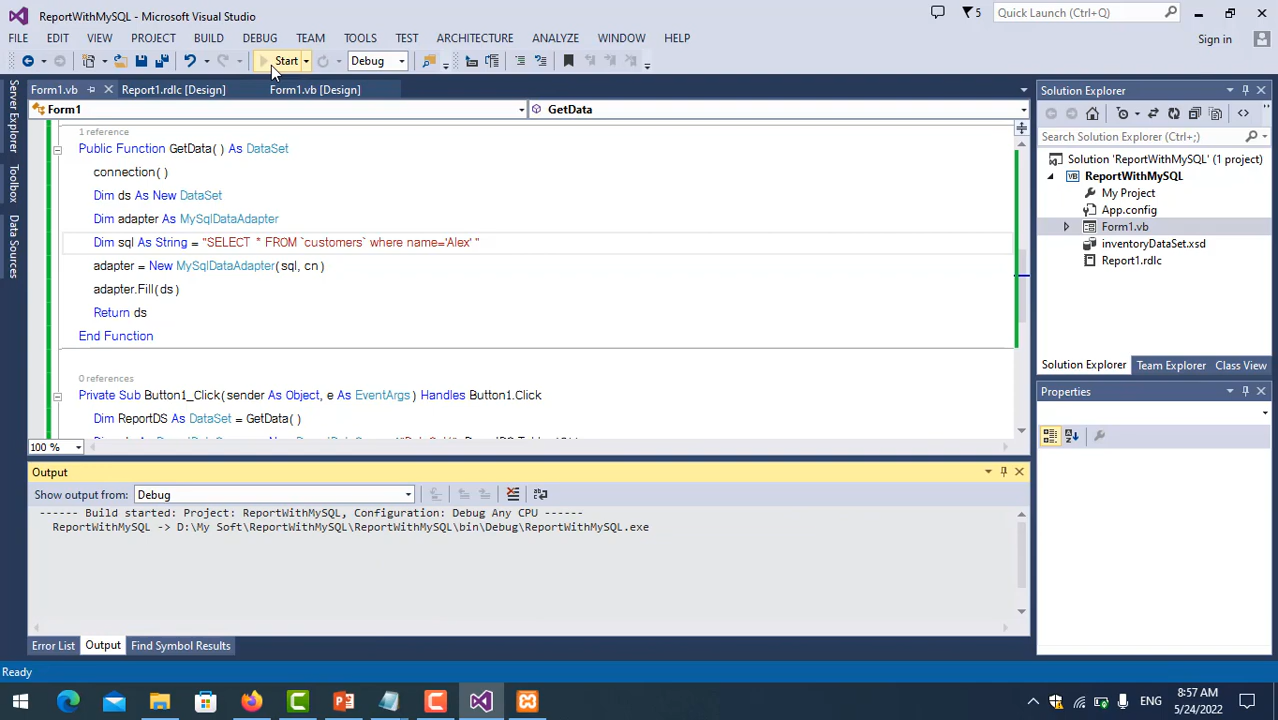 ReportWithMySQL - Microsoft Visual Studio
5
Quick Launch (Ctrl+Q)
FILE EDIT VIEW PROJECT BUILD DEBUG TEAM TOOLS TEST ARCHITECTURE ANALYZE WINDOW HELP
Sign in
Start
Debug
Form1.vb
Report1.rdlc [Design]
Form1.vb [Design]
Form1
GetData
Server Explorer
Toolbox
Data Sources
1 reference
Public Function GetData() As DataSet
connection()
Dim ds As New DataSet
Dim adapter As MySqlDataAdapter
Dim sql As String = "SELECT * FROM `customers` where name='Alex' "
adapter = New MySqlDataAdapter(sql, cn)
adapter.Fill(ds)
Return ds
End Function
0 references
Private Sub Button1_Click(sender As Object, e As EventArgs) Handles Button1.Click
Dim ReportDS As DataSet = GetData()
100 %
Solution Explorer
Search Solution Explorer (Ctrl+;)
Solution 'ReportWithMySQL' (1 project)
ReportWithMySQL
My Project
App.config
Form1.vb
inventoryDataSet.xsd
Report1.rdlc
Solution Explorer Team Explorer Class View
Properties
Output
Show output from: Debug
------ Build started: Project: ReportWithMySQL, Configuration: Debug Any CPU ------
ReportWithMySQL -> D:\My Soft\ReportWithMySQL\ReportWithMySQL\bin\Debug\ReportWithMySQL.exe
Error List Output Find Symbol Results
Ready
ENG
8:57 AM
5/24/2022